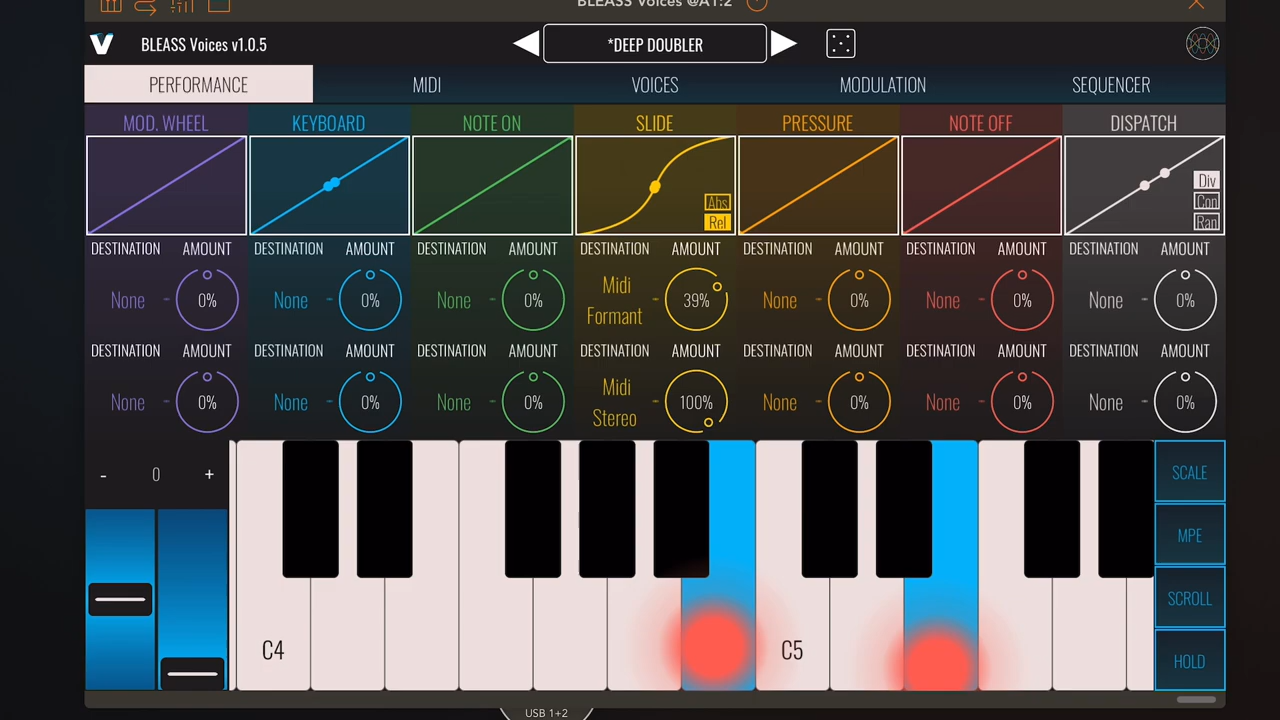 BLEASS Voices @A1:2
BLEASS Voices v1.0.5
*DEEP DOUBLER
PERFORMANCE MIDI VOICES MODULATION SEQUENCER
MOD. WHEEL KEYBOARD NOTE ON SLIDE PRESSURE NOTE OFF DISPATCH
Div
Abs Con
Rel Ran
DESTINATION AMOUNT DESTINATION AMOUNT DESTINATION AMOUNT DESTINATION AMOUNT DESTINATION AMOUNT DESTINATION AMOUNT DESTINATION AMOUNT
None 0% None 0% None 0% Midi Formant 39% None 0% None 0% None 0%
DESTINATION AMOUNT DESTINATION AMOUNT DESTINATION AMOUNT DESTINATION AMOUNT DESTINATION AMOUNT DESTINATION AMOUNT DESTINATION AMOUNT
None 0% None 0% None 0% Midi Stereo 100% None 0% None 0% None 0%
- 0 +
SCALE
MPE
SCROLL
C4 C5
HOLD
USB 1+2